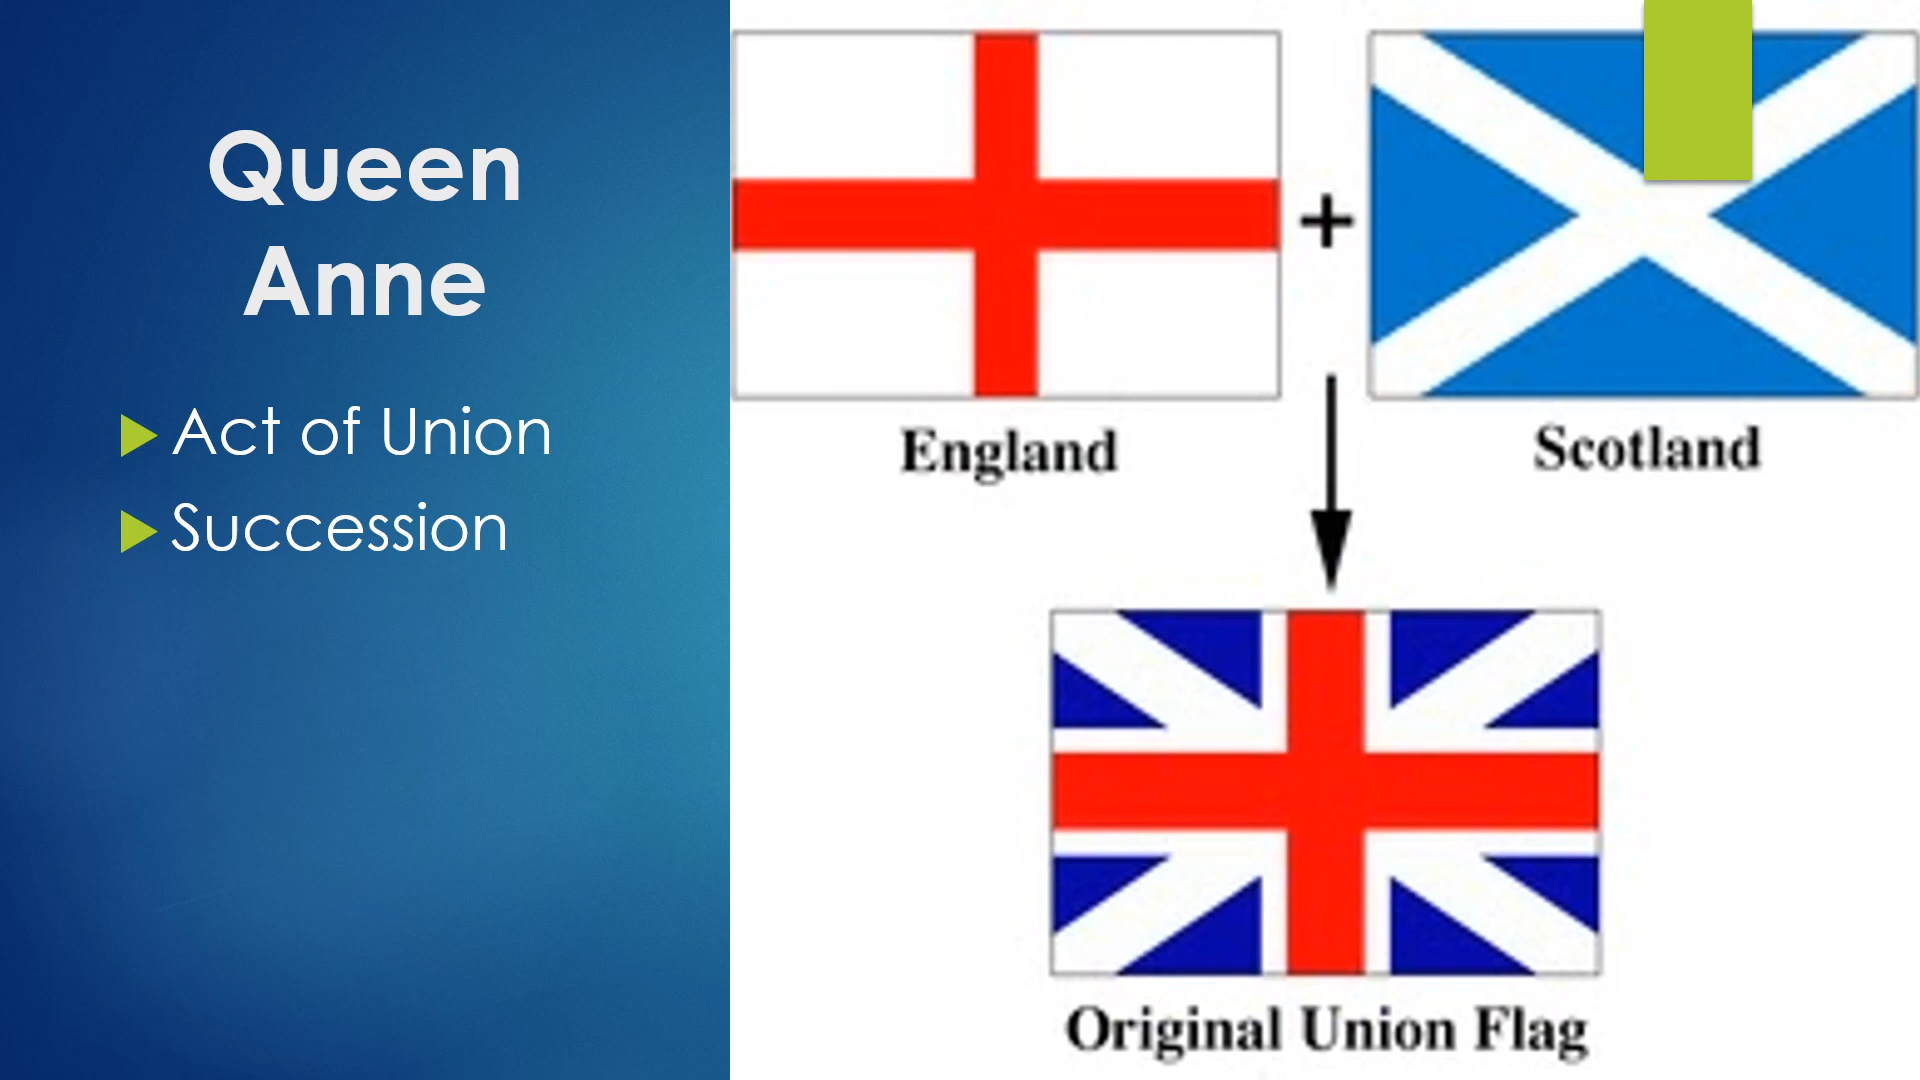 Queen
Anne
Act of Union
Succession
+
England
Scotland
Original Union Flag